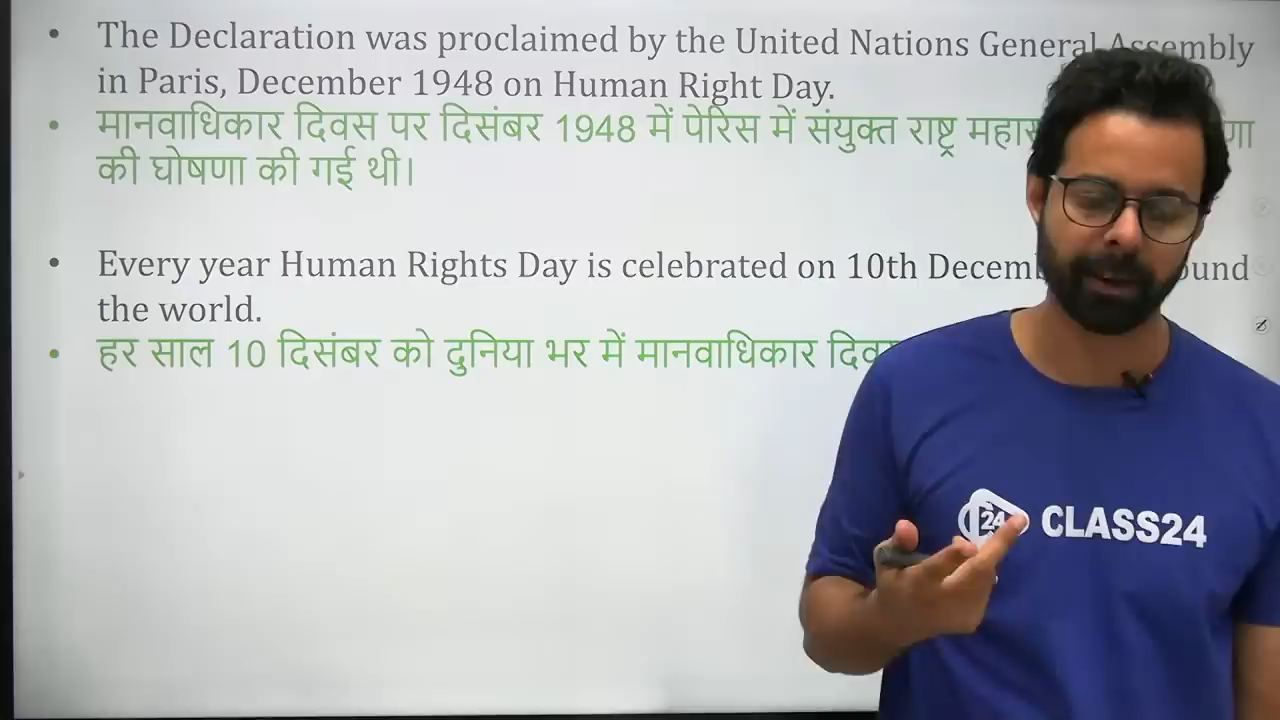 • The Declaration was proclaimed by the United Nations General Assembly
in Paris, December 1948 on Human Right Day.
• मानवाधिकार दिवस पर दिसंबर 1948 में पेरिस में संयुक्त राष्ट्र
की घोषणा की गई थी।
• Every year Human Rights Day is celebrated on 10th
the world.
• हर साल 10 दिसंबर को दुनिया भर में मानवाधिकार
24 CLASS24